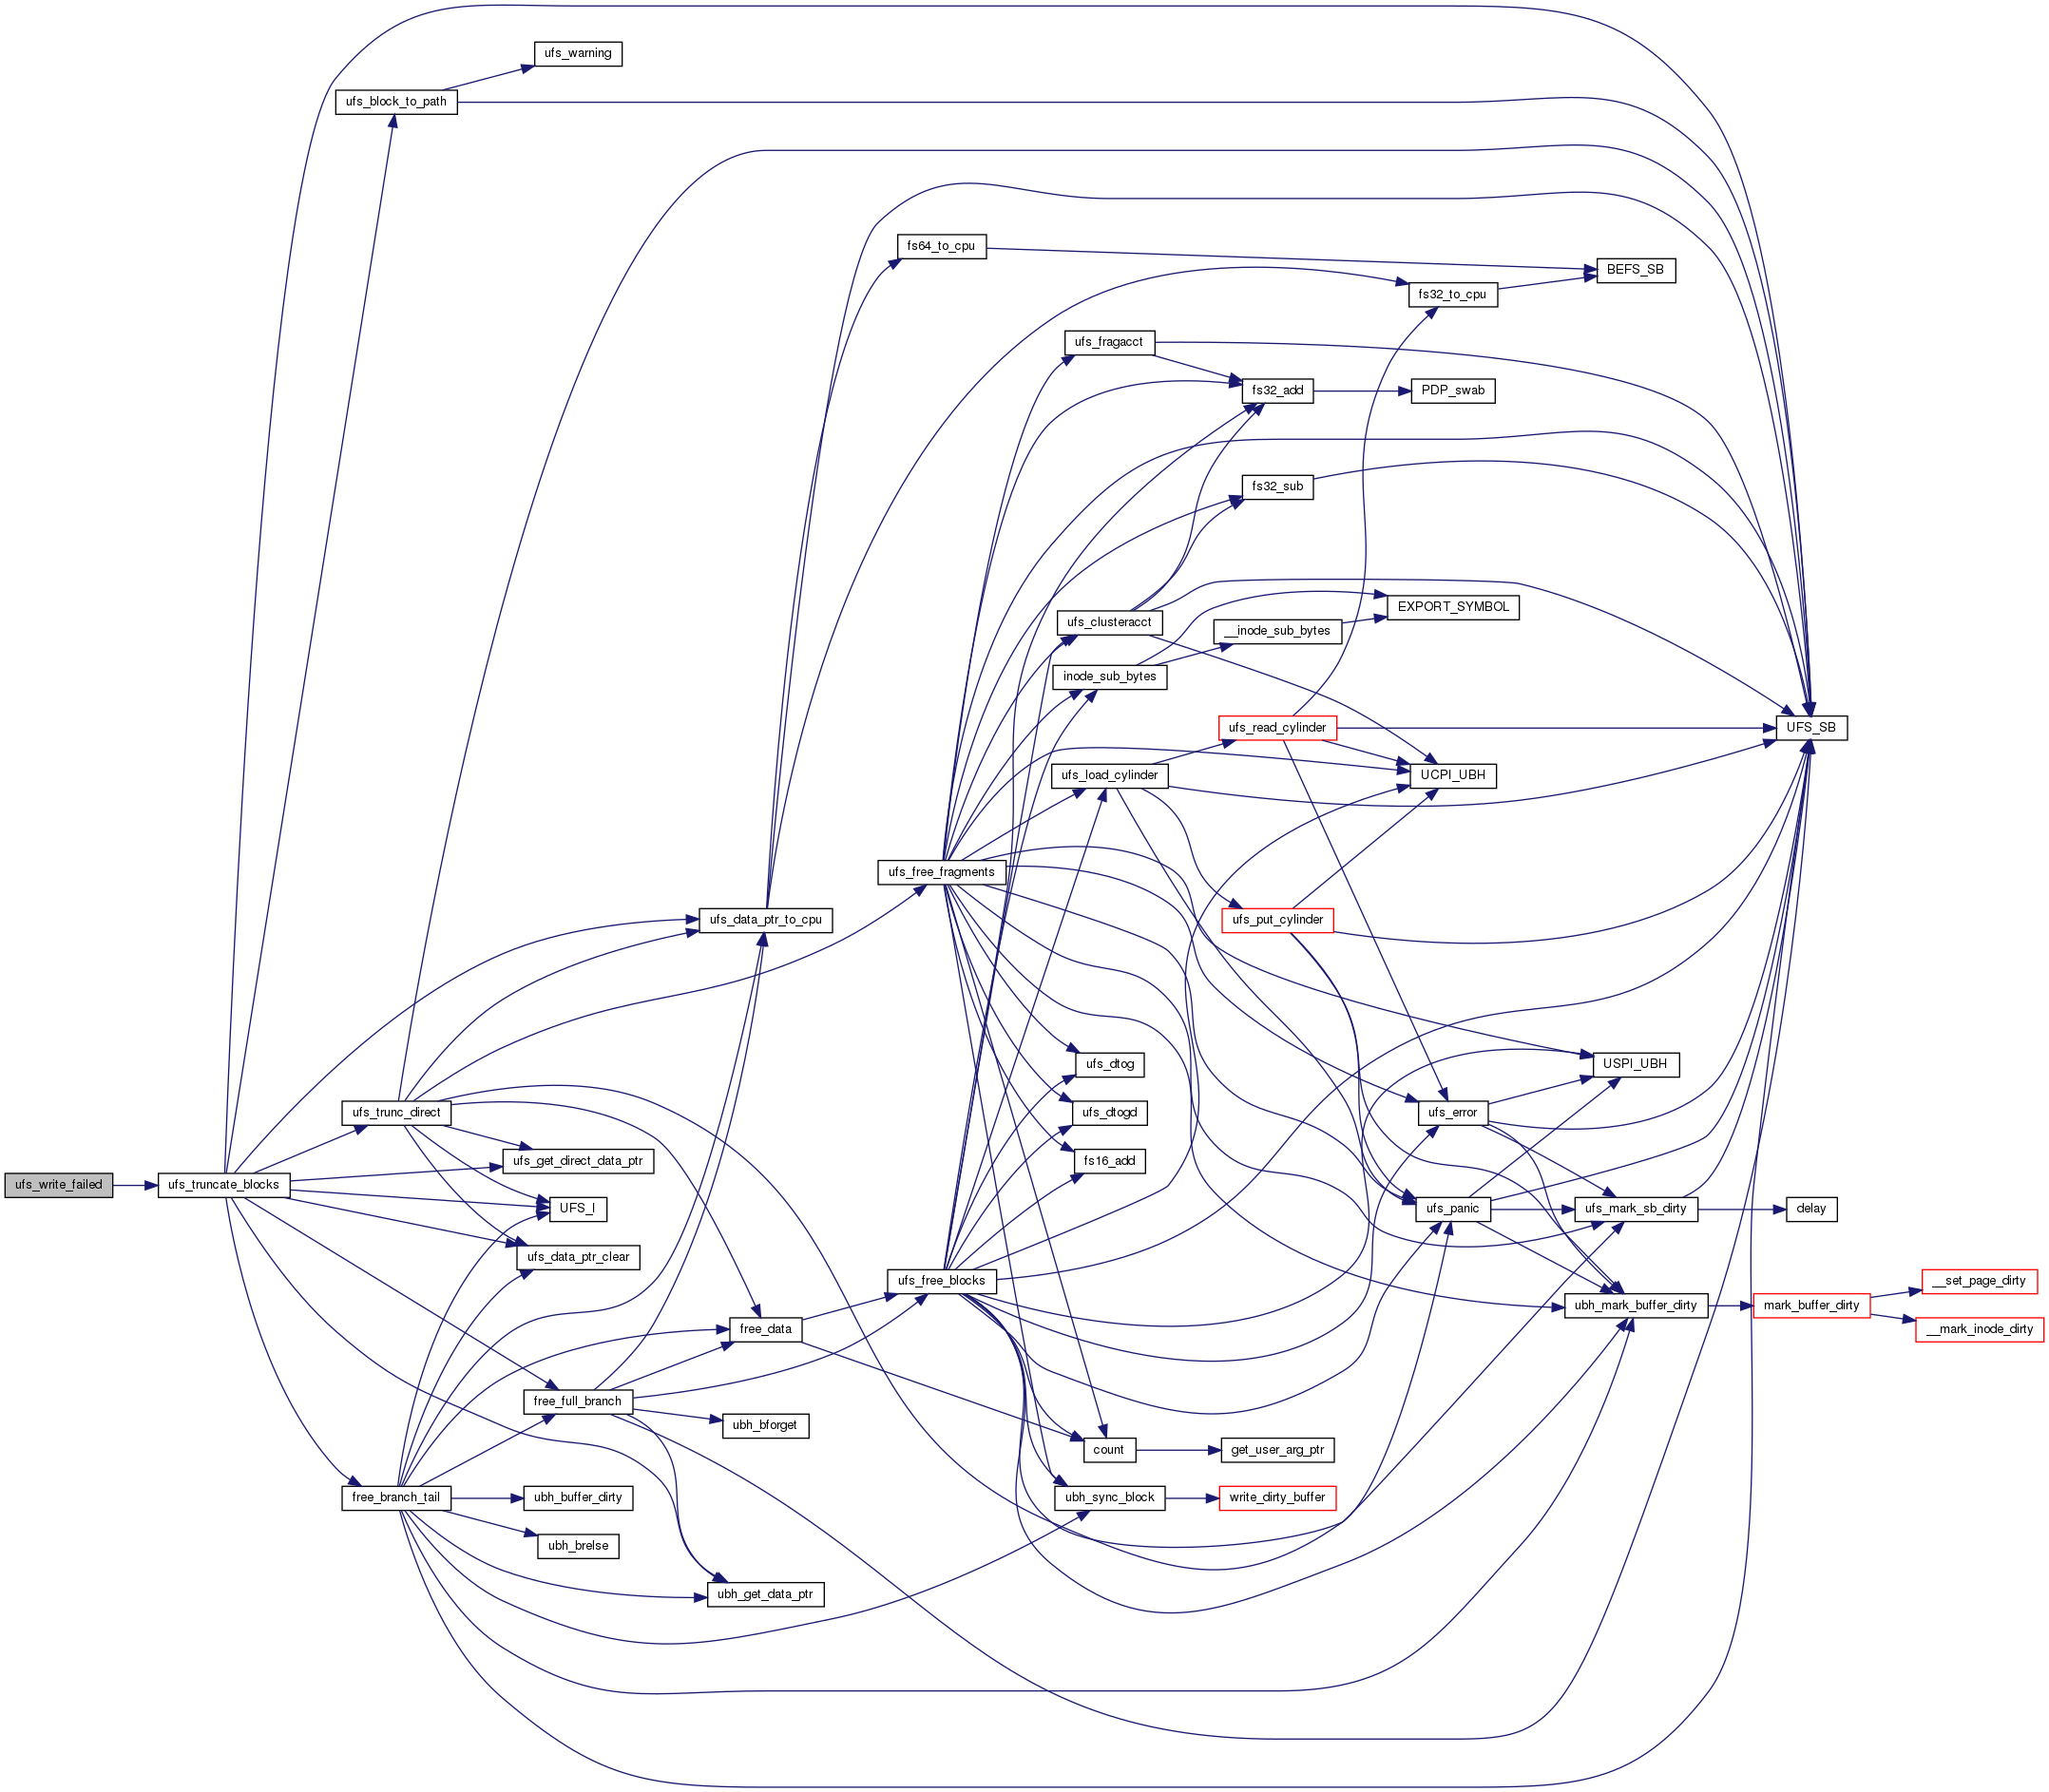 ufs_write_failed
ufs_truncate_blocks
ufs_block_to_path
ufs_warning
ufs_trunc_direct
ufs_get_direct_data_ptr
UFS_I
ufs_data_ptr_clear
free_full_branch
free_branch_tail
ubh_buffer_dirty
ubh_brelse
ufs_data_ptr_to_cpu
free_data
ubh_bforget
ubh_get_data_ptr
fs64_to_cpu
ufs_free_fragments
ufs_free_blocks
ufs_fragacct
ufs_clusteracct
inode_sub_bytes
ufs_load_cylinder
ufs_dtog
ufs_dtogd
fs16_add
count
ubh_sync_block
fs32_add
fs32_sub
__inode_sub_bytes
ufs_read_cylinder
ufs_put_cylinder
get_user_arg_ptr
write_dirty_buffer
fs32_to_cpu
PDP_swab
EXPORT_SYMBOL
UCPI_UBH
ufs_error
ufs_panic
BEFS_SB
USPI_UBH
ufs_mark_sb_dirty
ubh_mark_buffer_dirty
UFS_SB
delay
mark_buffer_dirty
__set_page_dirty
__mark_inode_dirty